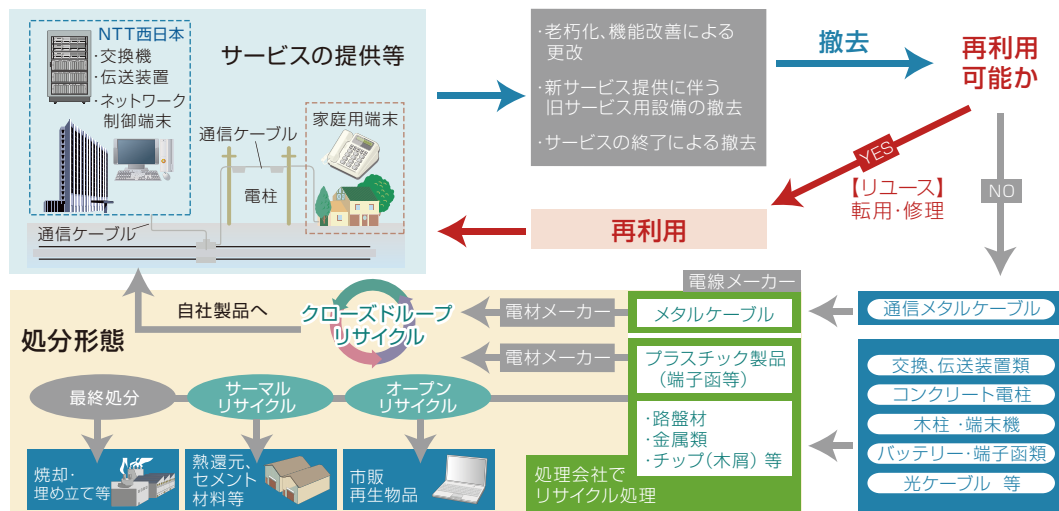 NTT西日本
・交換機
・伝送装置
・ネットワーク
制御端末
サービスの提供等
通信ケーブル
電柱
家庭用端末
通信ケーブル
・老朽化、機能改善による
更改
・新サービス提供に伴う
旧サービス用設備の撤去
・サービスの終了による撤去
撤去
再利用
可能か
YES
NO
【リユース】
転用・修理
再利用
処分形態
自社製品へ
クローズドループ
リサイクル
電材メーカー
電材メーカー
電線メーカー
メタルケーブル
プラスチック製品
(端子函等)
・路盤材
・金属類
・チップ(木屑) 等
処理会社で
リサイクル処理
通信メタルケーブル
交換、伝送装置類
コンクリート電柱
木柱・端末機
バッテリー・端子函類
光ケーブル 等
最終処分
サーマル
リサイクル
オープン
リサイクル
焼却・
埋め立て等
熱還元、
セメント
材料等
市販
再生物品